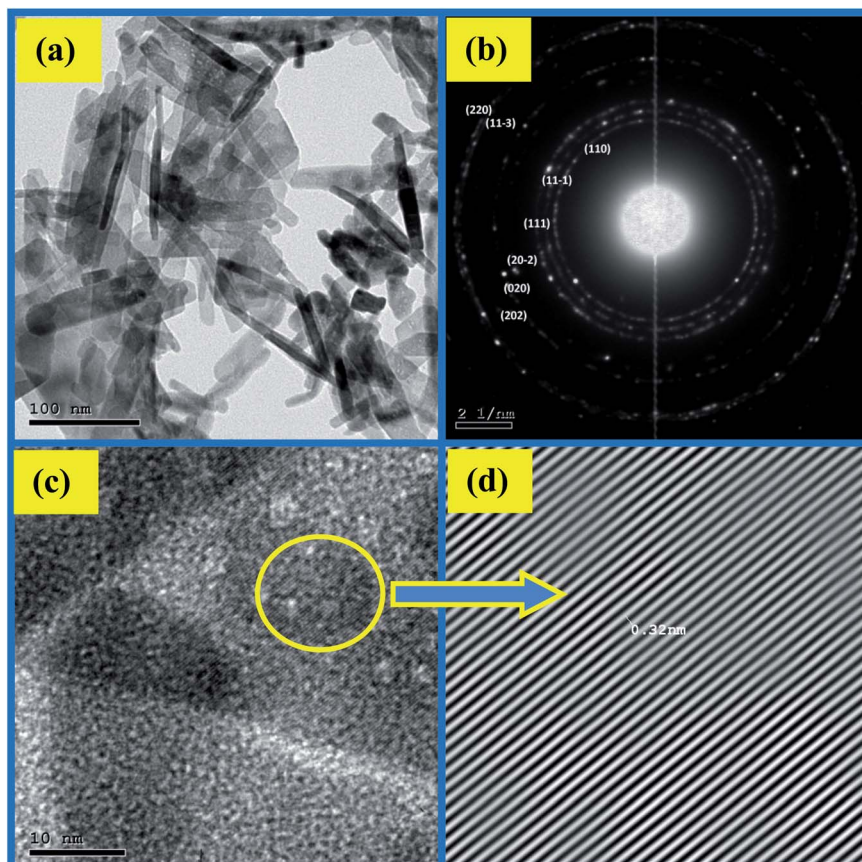 (a)
100 nm
(b)
(220)
(11-3)
(110)
(11-1)
(111)
(20-2)
(020)
(202)
2 1/nm
(c)
10 nm
(d)
0.32nm